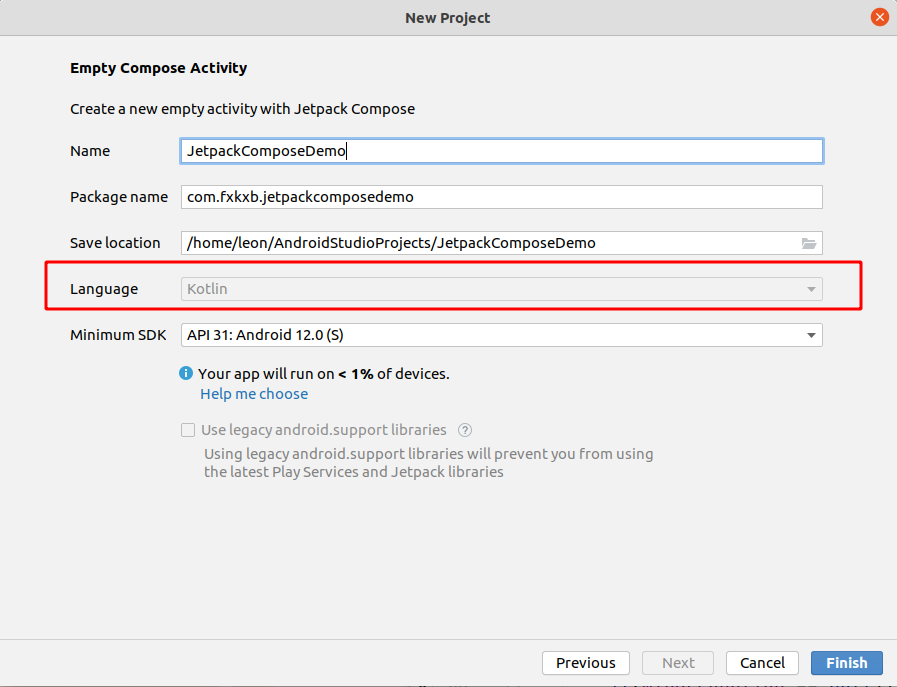 New Project
Empty Compose Activity
Create a new empty activity with Jetpack Compose
Name JetpackComposeDemo
Package name com.fxkxb.jetpackcomposedemo
Save location /home/leon/AndroidStudioProjects/JetpackComposeDemo
Language Kotlin
Minimum SDK API 31: Android 12.0 (S)
Your app will run on < 1% of devices.
Help me choose
Use legacy android.support libraries ?
Using legacy android.support libraries will prevent you from using
the latest Play Services and Jetpack libraries
Previous Next Cancel Finish